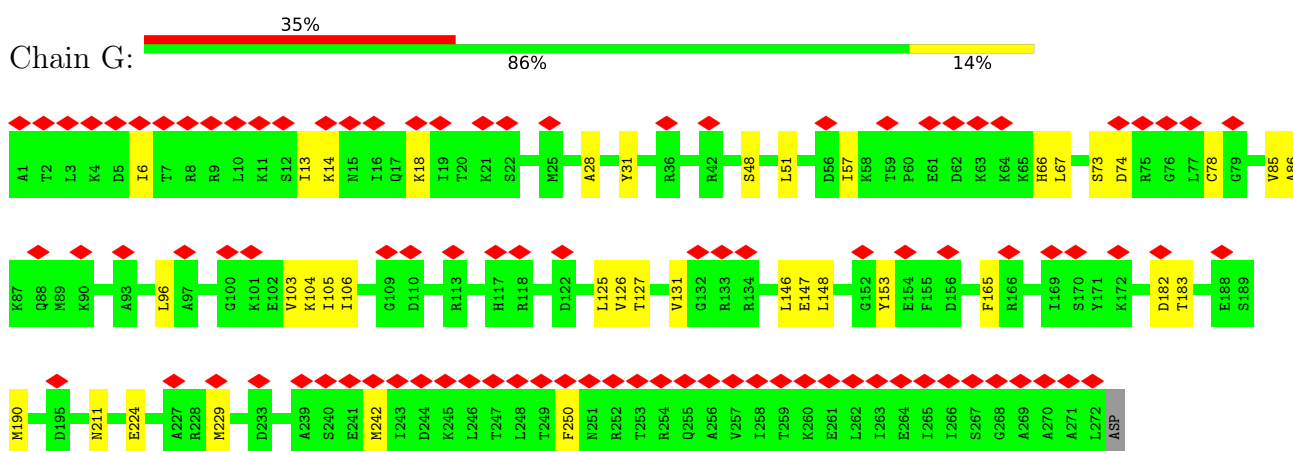 35%
Chain G:
86% 14%
A1 T2 L3 K4 D5 I6 T7 R8 R9 L10 K11 S12 I13 K14 N15 I16 Q17 K18 I19 T20 K21 S22 M25 A28 Y31 R36 R42 S48 L51 D56 I57 K58 T59 P60 E61 D62 K63 K64 K65 H66 L67 S73 D74 R75 G76 L77 C78 G79 V85 A86
K87 Q88 M89 K90 A93 L96 A97 G100 K101 E102 V103 K104 I105 I106 G109 D110 R113 H117 R118 D122 L125 V126 T127 V131 G132 R133 R134 L146 E147 L148 G152 Y153 E154 F155 D156 F165 R166 I169 S170 Y171 K172 D182 T183 E188 S189
M190 D195 N211 E224 A227 R228 M229 D233 A239 S240 E241 M242 I243 D244 K245 L246 T247 L248 T249 F250 N251 R252 T253 R254 Q255 A256 V257 I258 T259 K260 E261 L262 I263 E264 I265 I266 S267 G268 A269 A270 A271 L272 ASP